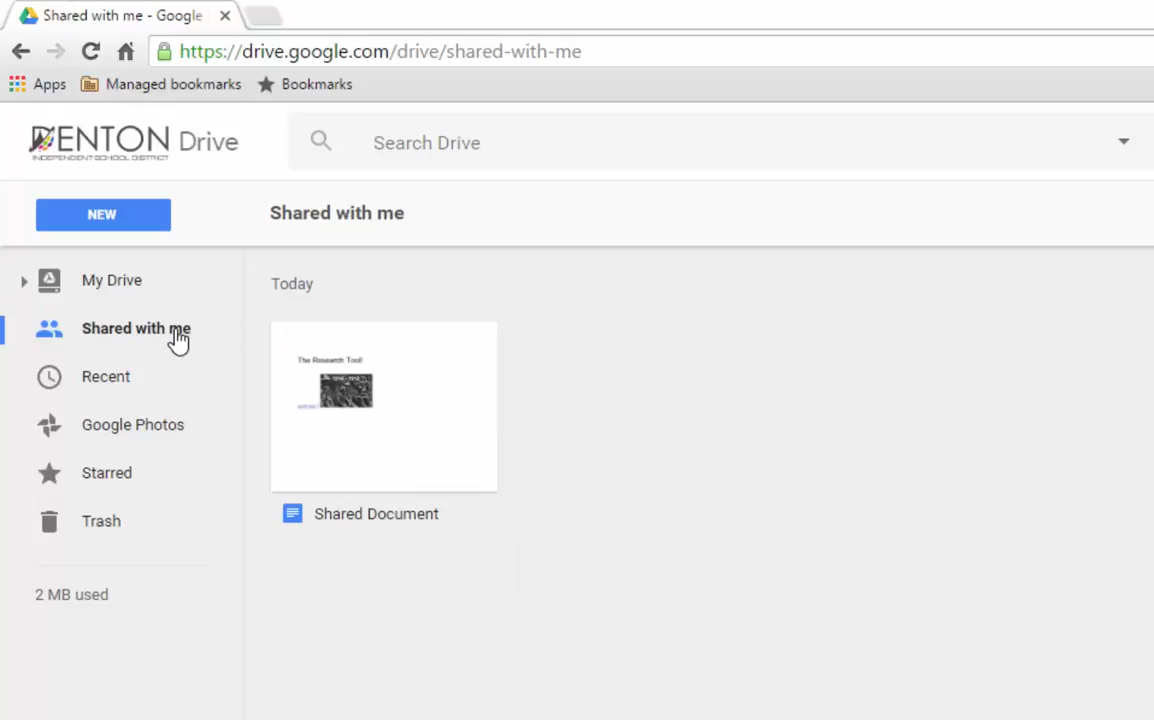 Shared with me - Google
https://drive.google.com/drive/shared-with-me
Apps Managed bookmarks Bookmarks
DENTON Drive
INDEPENDENT SCHOOL DISTRICT
Search Drive
NEW
Shared with me
My Drive
Shared with me
Recent
Google Photos
Starred
Trash
2 MB used
Today
The Research Tool!
Shared Document